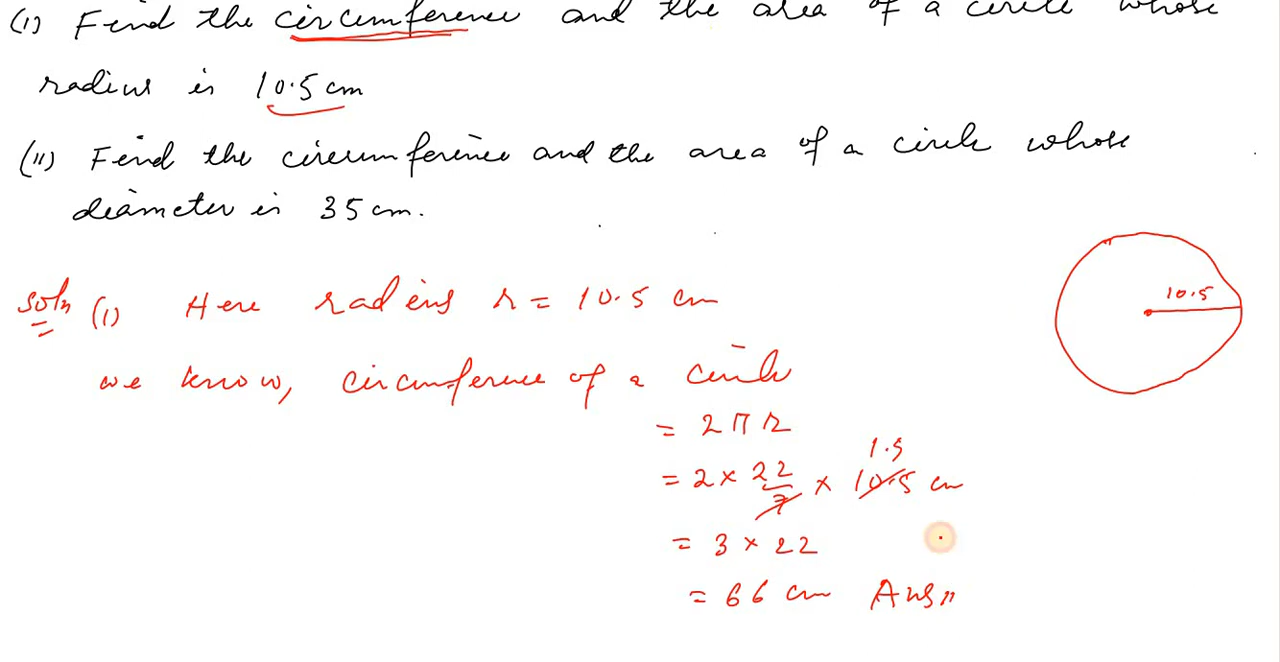 (i) Find the circumference and the area of a circle whose
radius is 10.5 cm
(ii) Find the circumference and the area of a circle whose
diameter is 35 cm.
Soln (i) Here radius r = 10.5 cm
10.5
we know, circumference of a circle
= 2πr
1.5
= 2 × 22/7 × 10.5 cm
= 3 × 22
= 66 cm Ans